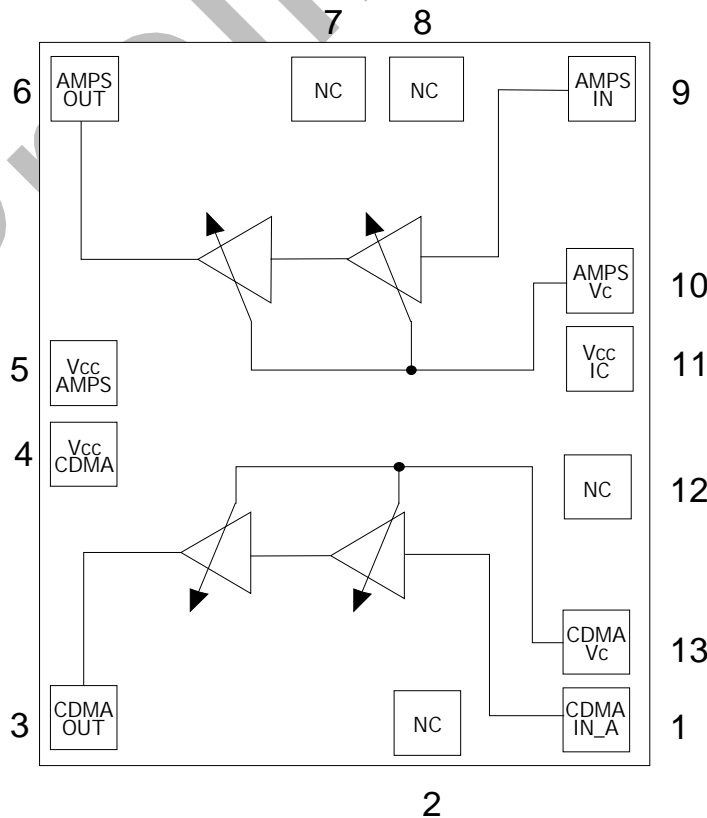 7 8
6 AMPS OUT NC NC AMPS IN 9
AMPS Vc 10
5 Vcc AMPS Vcc IC 11
4 Vcc CDMA NC 12
CDMA Vc 13
3 CDMA OUT NC CDMA IN_A 1
2